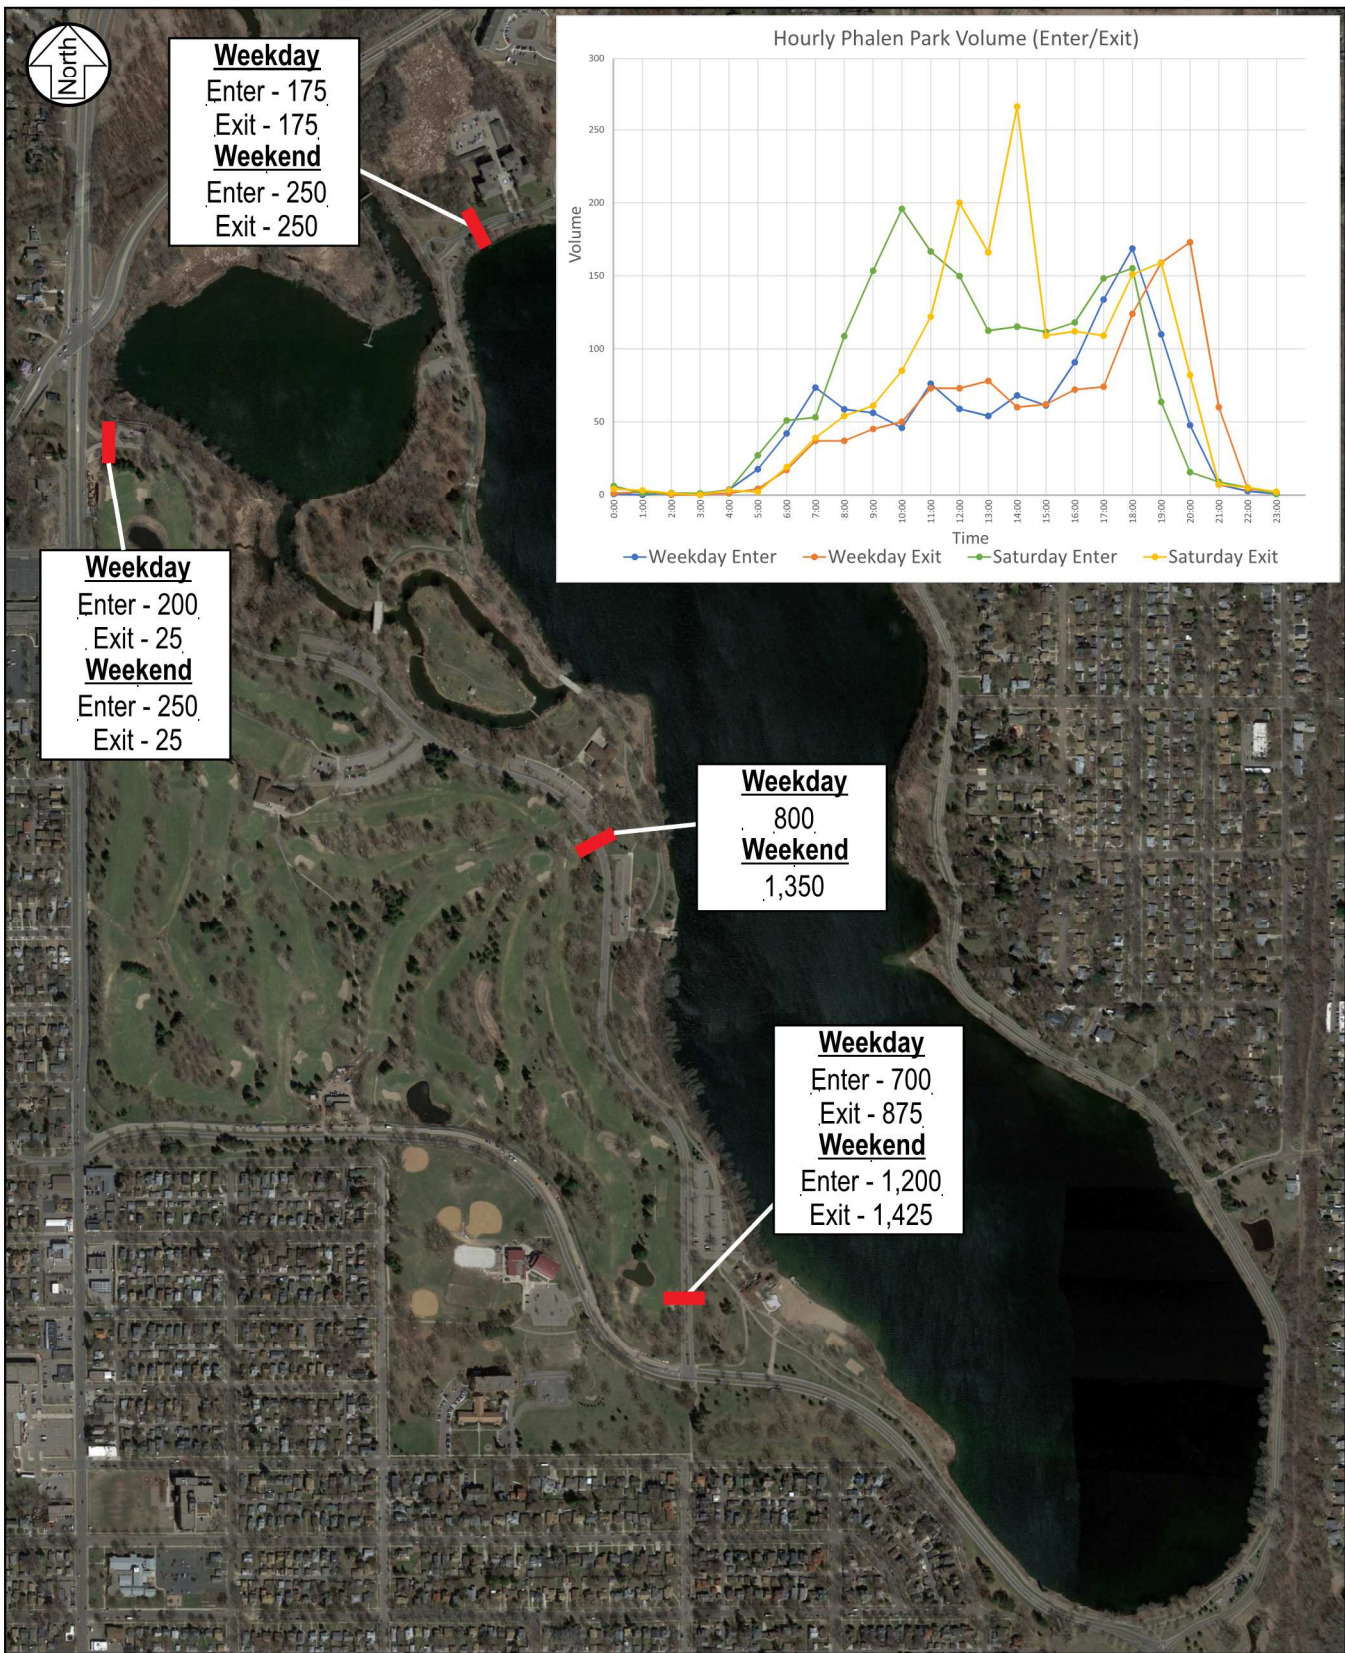 North
Weekday
Enter - 175
Exit - 175
Weekend
Enter - 250
Exit - 250
Hourly Phalen Park Volume (Enter/Exit)
Volume
300
250
200
150
100
50
0
0:00 1:00 2:00 3:00 4:00 5:00 6:00 7:00 8:00 9:00 10:00 11:00 12:00 13:00 14:00 15:00 16:00 17:00 18:00 19:00 20:00 21:00 22:00 23:00
Time
Weekday Enter Weekday Exit Saturday Enter Saturday Exit
Weekday
Enter - 200
Exit - 25
Weekend
Enter - 250
Exit - 25
Weekday
800
Weekend
1,350
Weekday
Enter - 700
Exit - 875
Weekend
Enter - 1,200
Exit - 1,425